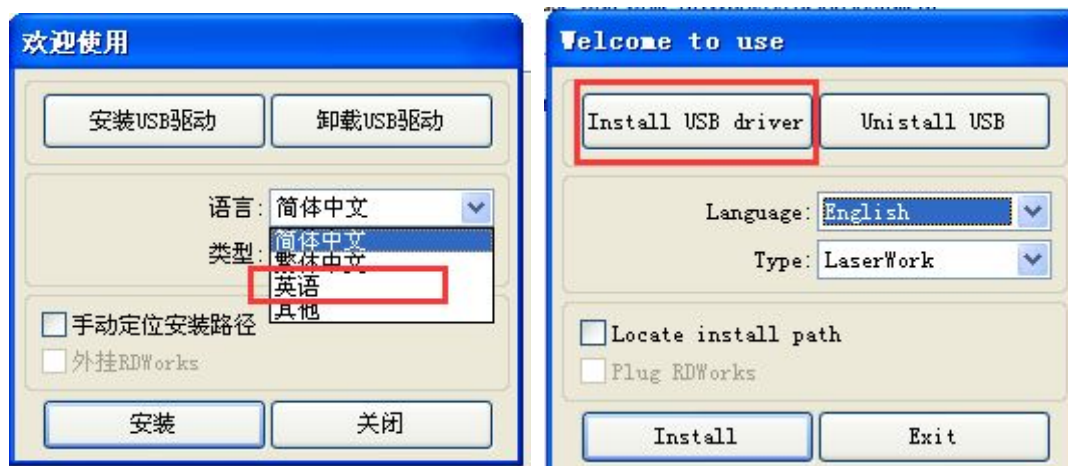 欢迎使用
安装USB驱动 卸载USB驱动
语言: 简体中文
类型:
简体中文
繁体中文
英语
其他
手动定位安装路径
外挂RDWorks
安装 关闭
Welcome to use
Install USB driver Unistall USB
Language: English
Type: LaserWork
Locate install path
Plug RDWorks
Install Exit